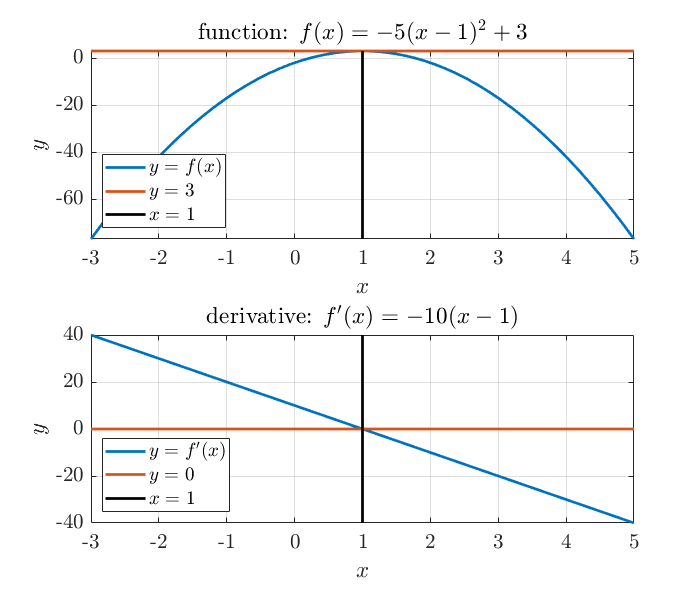 function: f(x) = −5(x − 1)² + 3
0
-20
-40
-60
y
y = f(x)
y = 3
x = 1
-3 -2 -1 0 1 2 3 4 5
x
derivative: f′(x) = −10(x − 1)
40
20
0
-20
-40
y
y = f′(x)
y = 0
x = 1
-3 -2 -1 0 1 2 3 4 5
x